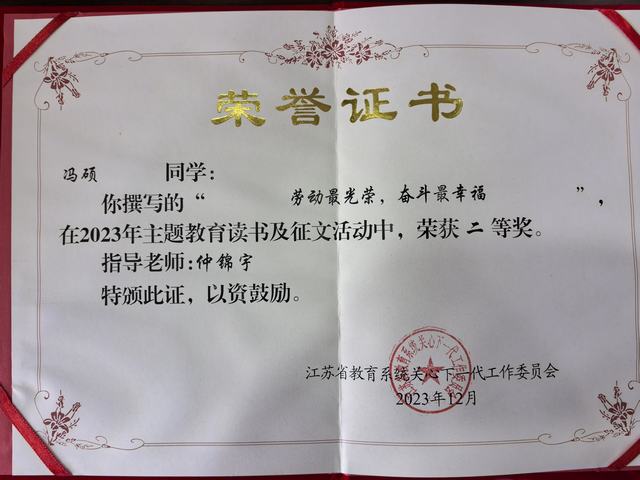 荣誉证书
冯硕 同学：
你撰写的“ 劳动最光荣，奋斗最幸福 ”，
在2023年主题教育读书及征文活动中，荣获 二 等奖。
指导老师：仲锦宇
特颁此证，以资鼓励。
江苏省教育系统关心下一代工作委员会
2023年12月